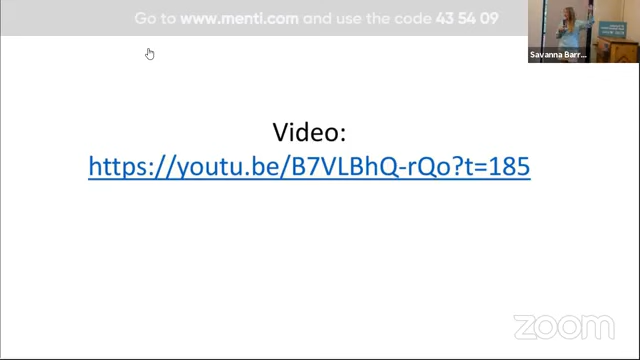 Go to www.menti.com and use the code 43 54 09
Savanna Barr...
Video:
https://youtu.be/B7VLBhQ-rQo?t=185
zoom